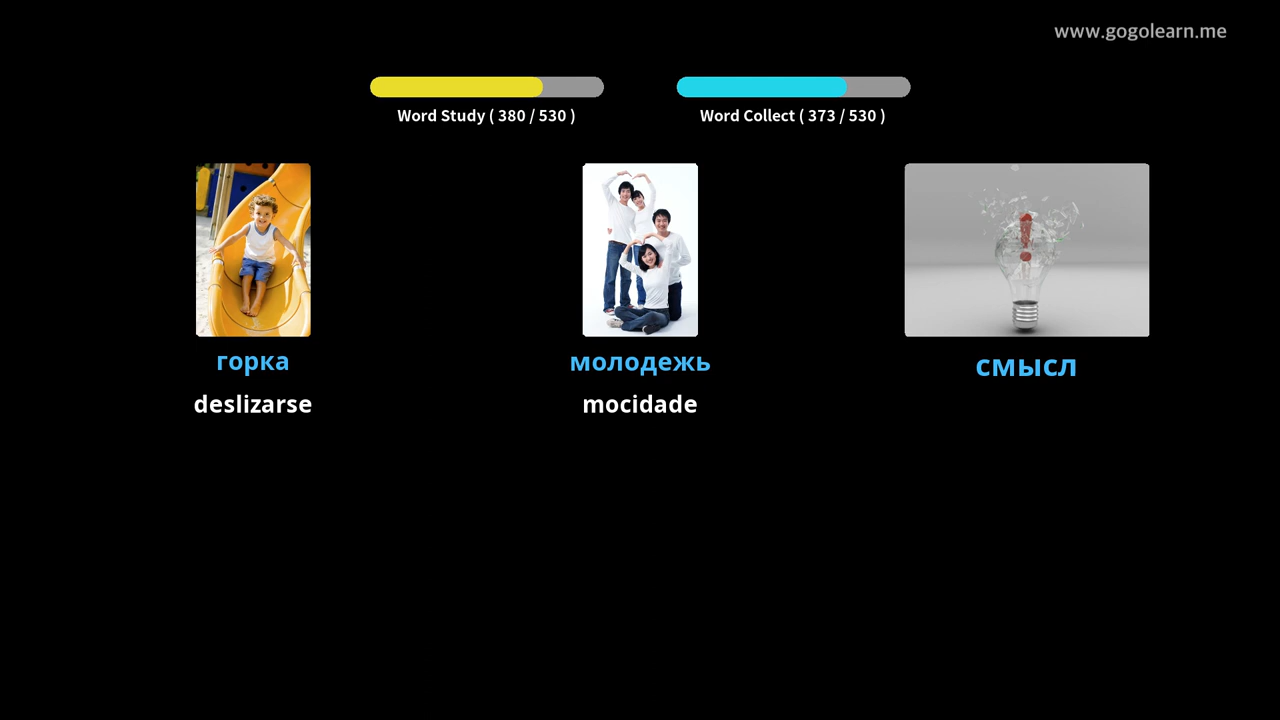 www.gogolearn.me
Word Study ( 380 / 530 )
Word Collect ( 373 / 530 )
горка
молодежь
смысл
deslizarse
mocidade